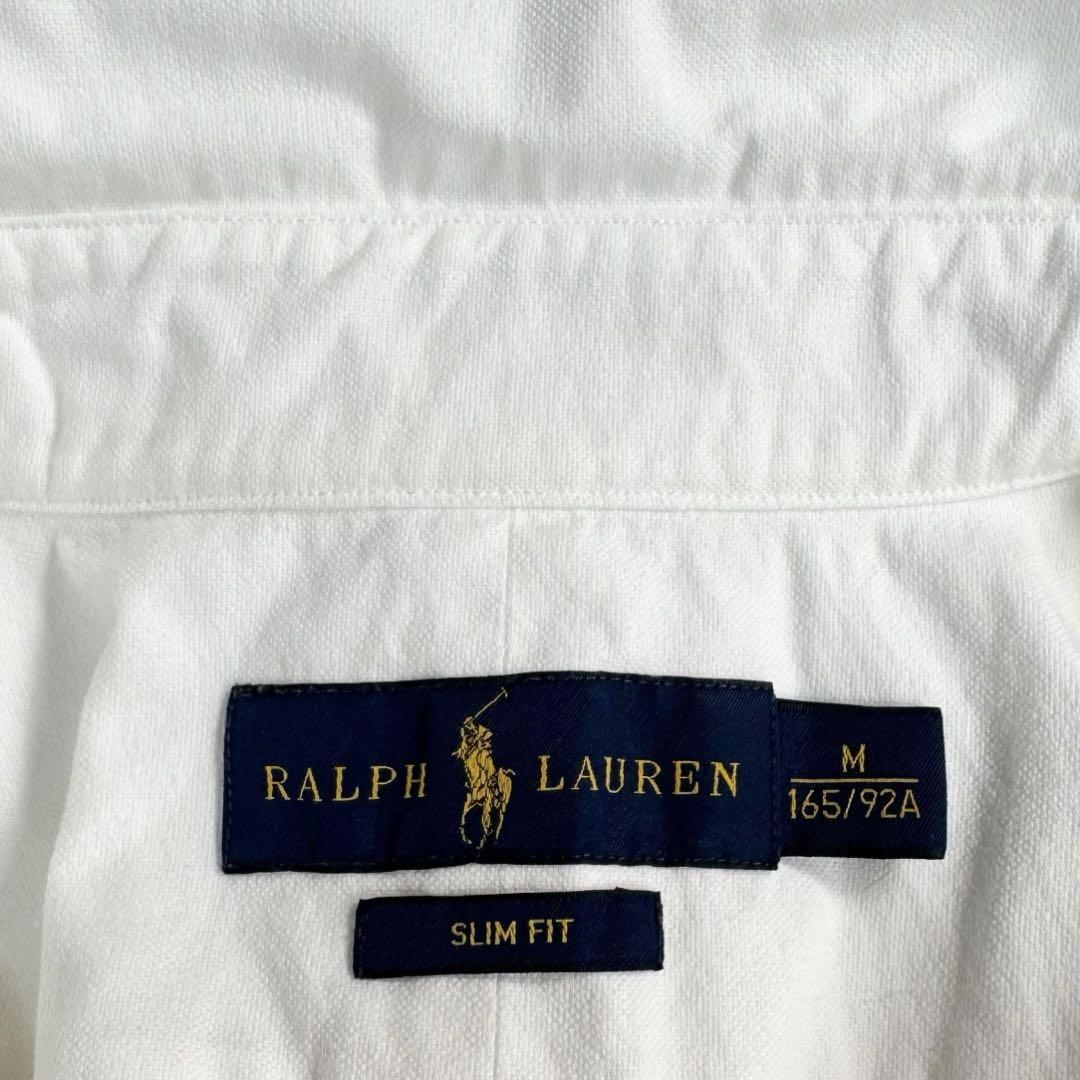 RALPH LAUREN
M
165/92A
SLIM FIT